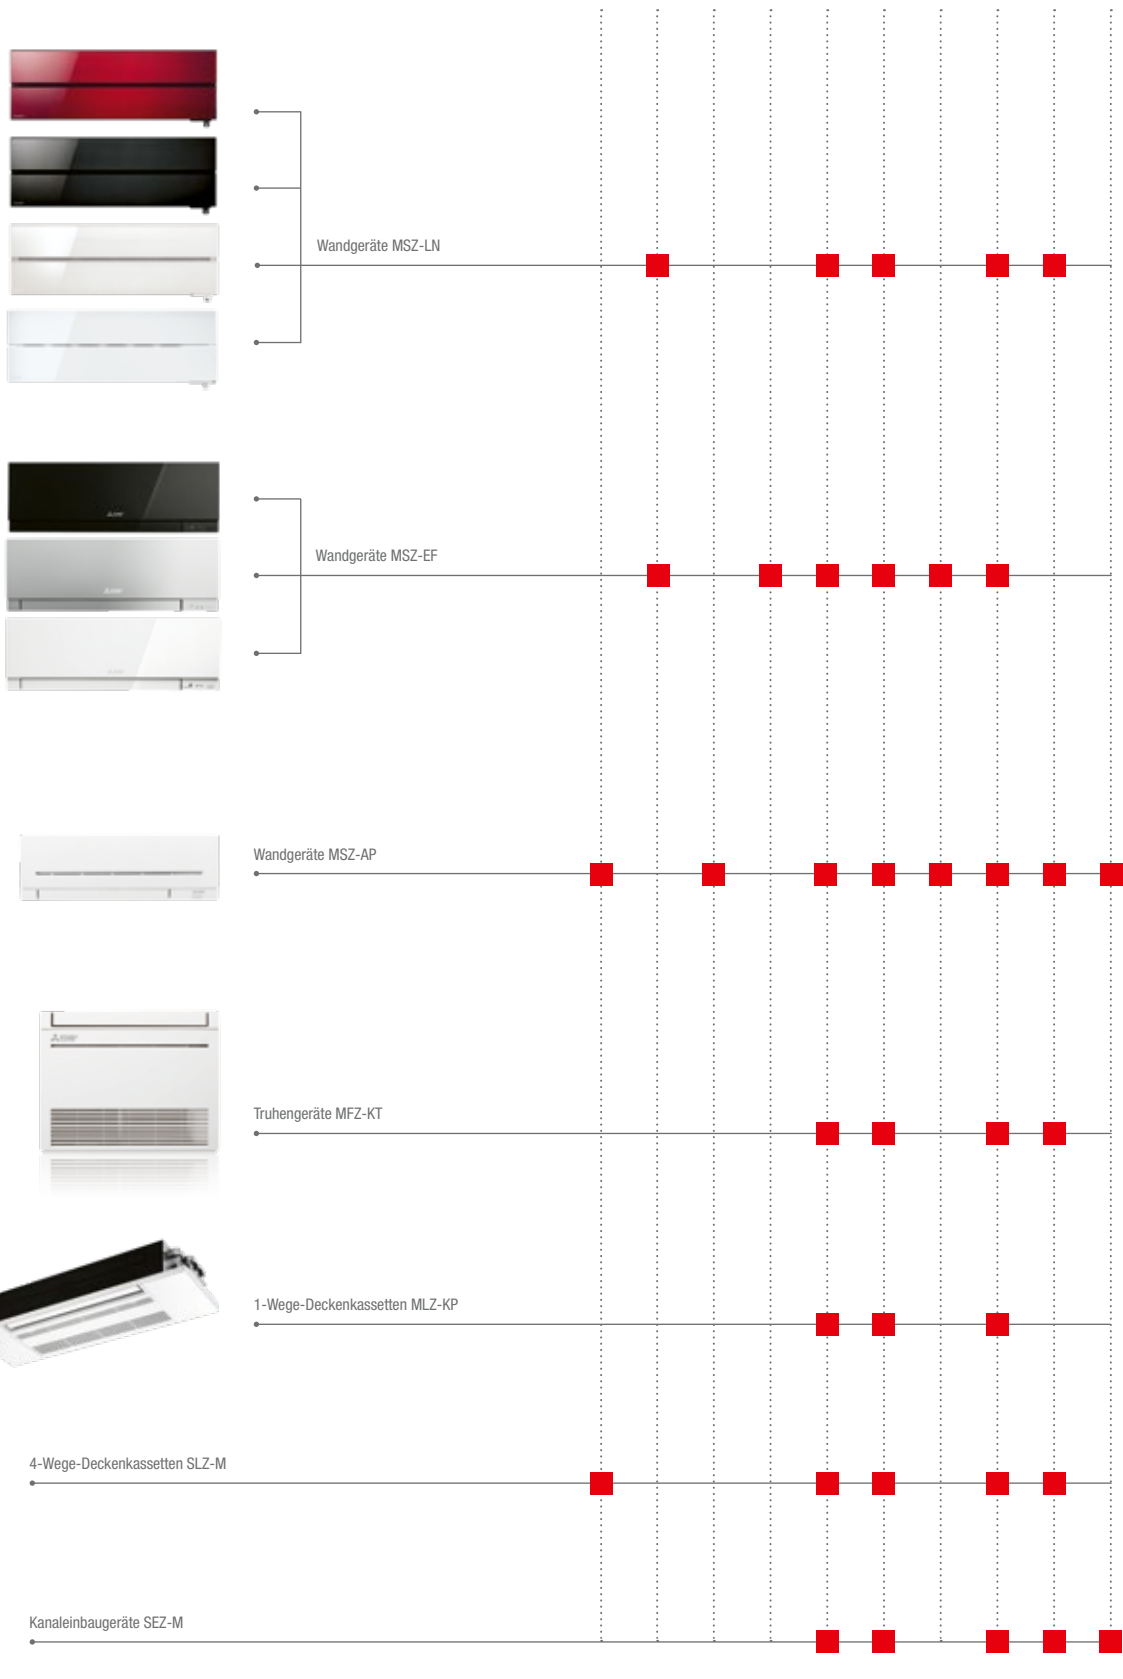 Wandgeräte MSZ-LN
Wandgeräte MSZ-EF
Wandgeräte MSZ-AP
Truhengeräte MFZ-KT
1-Wege-Deckenkassetten MLZ-KP
4-Wege-Deckenkassetten SLZ-M
Kanaleinbaugeräte SEZ-M